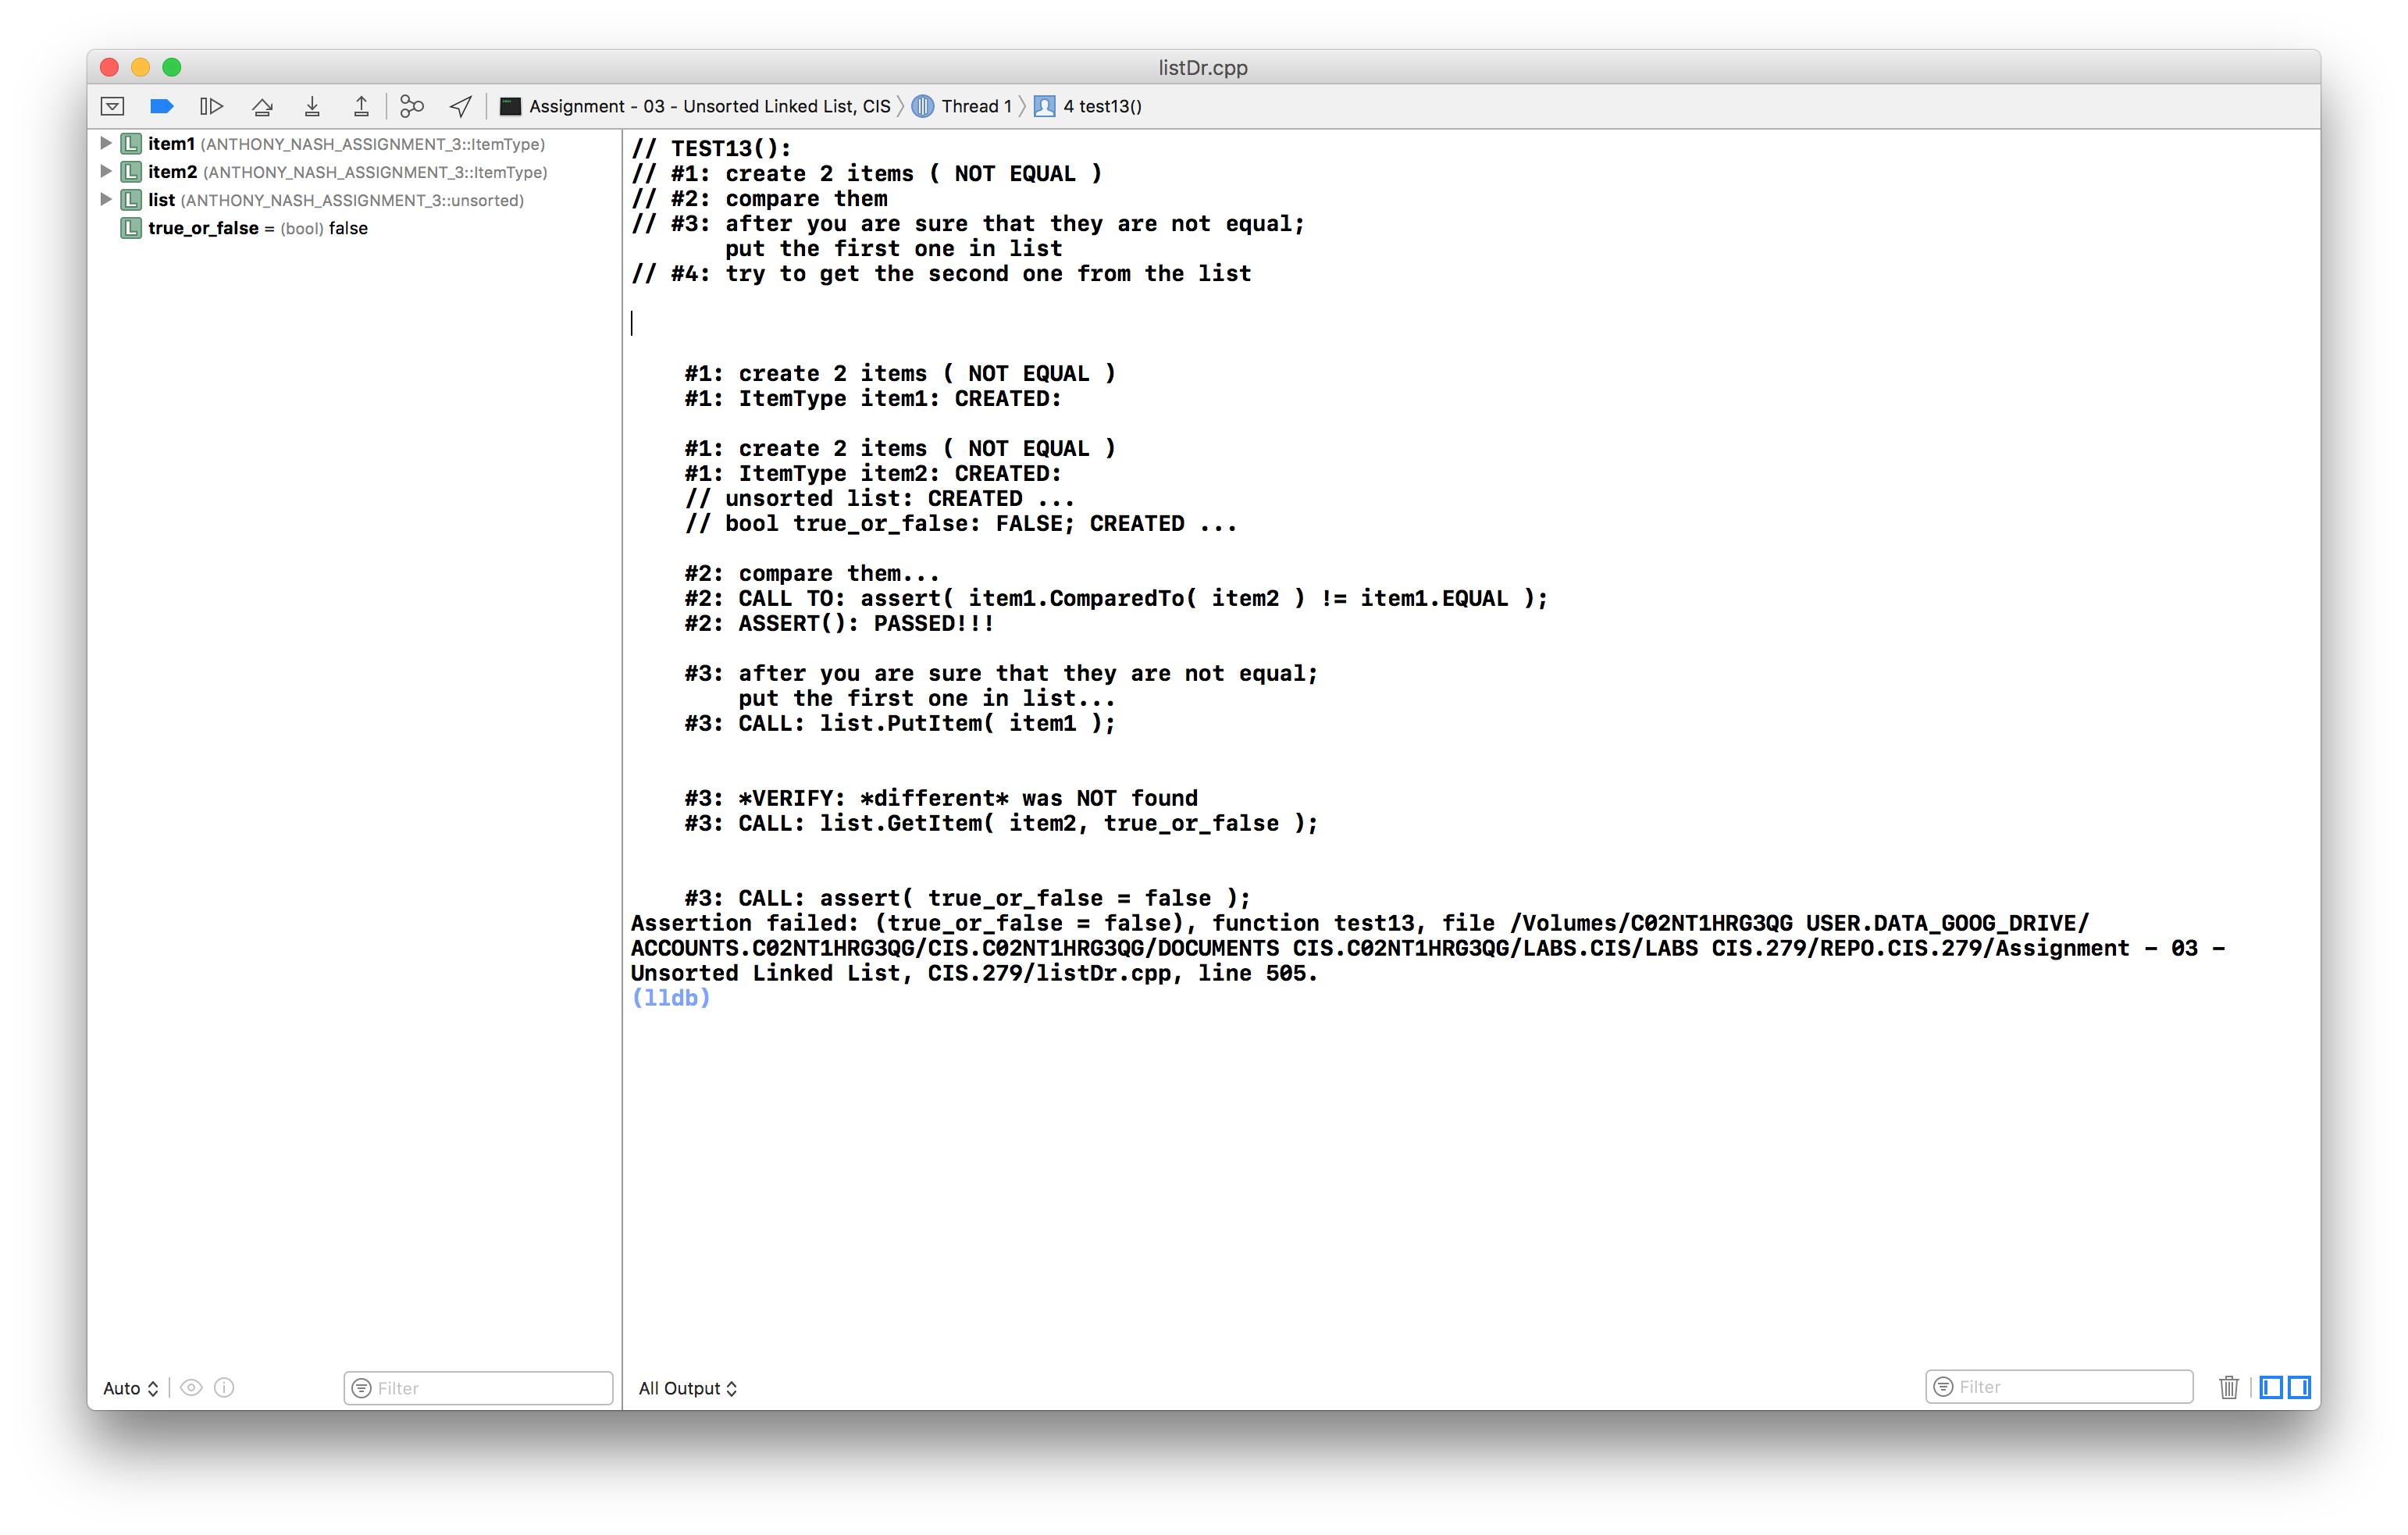 listDr.cpp
Assignment - 03 - Unsorted Linked List, CIS Thread 1 4 test13()
L item1 (ANTHONY_NASH_ASSIGNMENT_3::ItemType)
L item2 (ANTHONY_NASH_ASSIGNMENT_3::ItemType)
L list (ANTHONY_NASH_ASSIGNMENT_3::unsorted)
L true_or_false = (bool) false
// TEST13():
// #1: create 2 items ( NOT EQUAL )
// #2: compare them
// #3: after you are sure that they are not equal;
put the first one in list
// #4: try to get the second one from the list
#1: create 2 items ( NOT EQUAL )
#1: ItemType item1: CREATED:
#1: create 2 items ( NOT EQUAL )
#1: ItemType item2: CREATED:
// unsorted list: CREATED ...
// bool true_or_false: FALSE; CREATED ...
#2: compare them...
#2: CALL TO: assert( item1.ComparedTo( item2 ) != item1.EQUAL );
#2: ASSERT(): PASSED!!!
#3: after you are sure that they are not equal;
put the first one in list...
#3: CALL: list.PutItem( item1 );
#3: *VERIFY: *different* was NOT found
#3: CALL: list.GetItem( item2, true_or_false );
#3: CALL: assert( true_or_false = false );
Assertion failed: (true_or_false = false), function test13, file /Volumes/C02NT1HRG3QG USER.DATA_GOOG_DRIVE/
ACCOUNTS.C02NT1HRG3QG/CIS.C02NT1HRG3QG/DOCUMENTS CIS.C02NT1HRG3QG/LABS.CIS/LABS CIS.279/REPO.CIS.279/Assignment - 03 -
Unsorted Linked List, CIS.279/listDr.cpp, line 505.
(lldb)
Auto Filter
All Output Filter